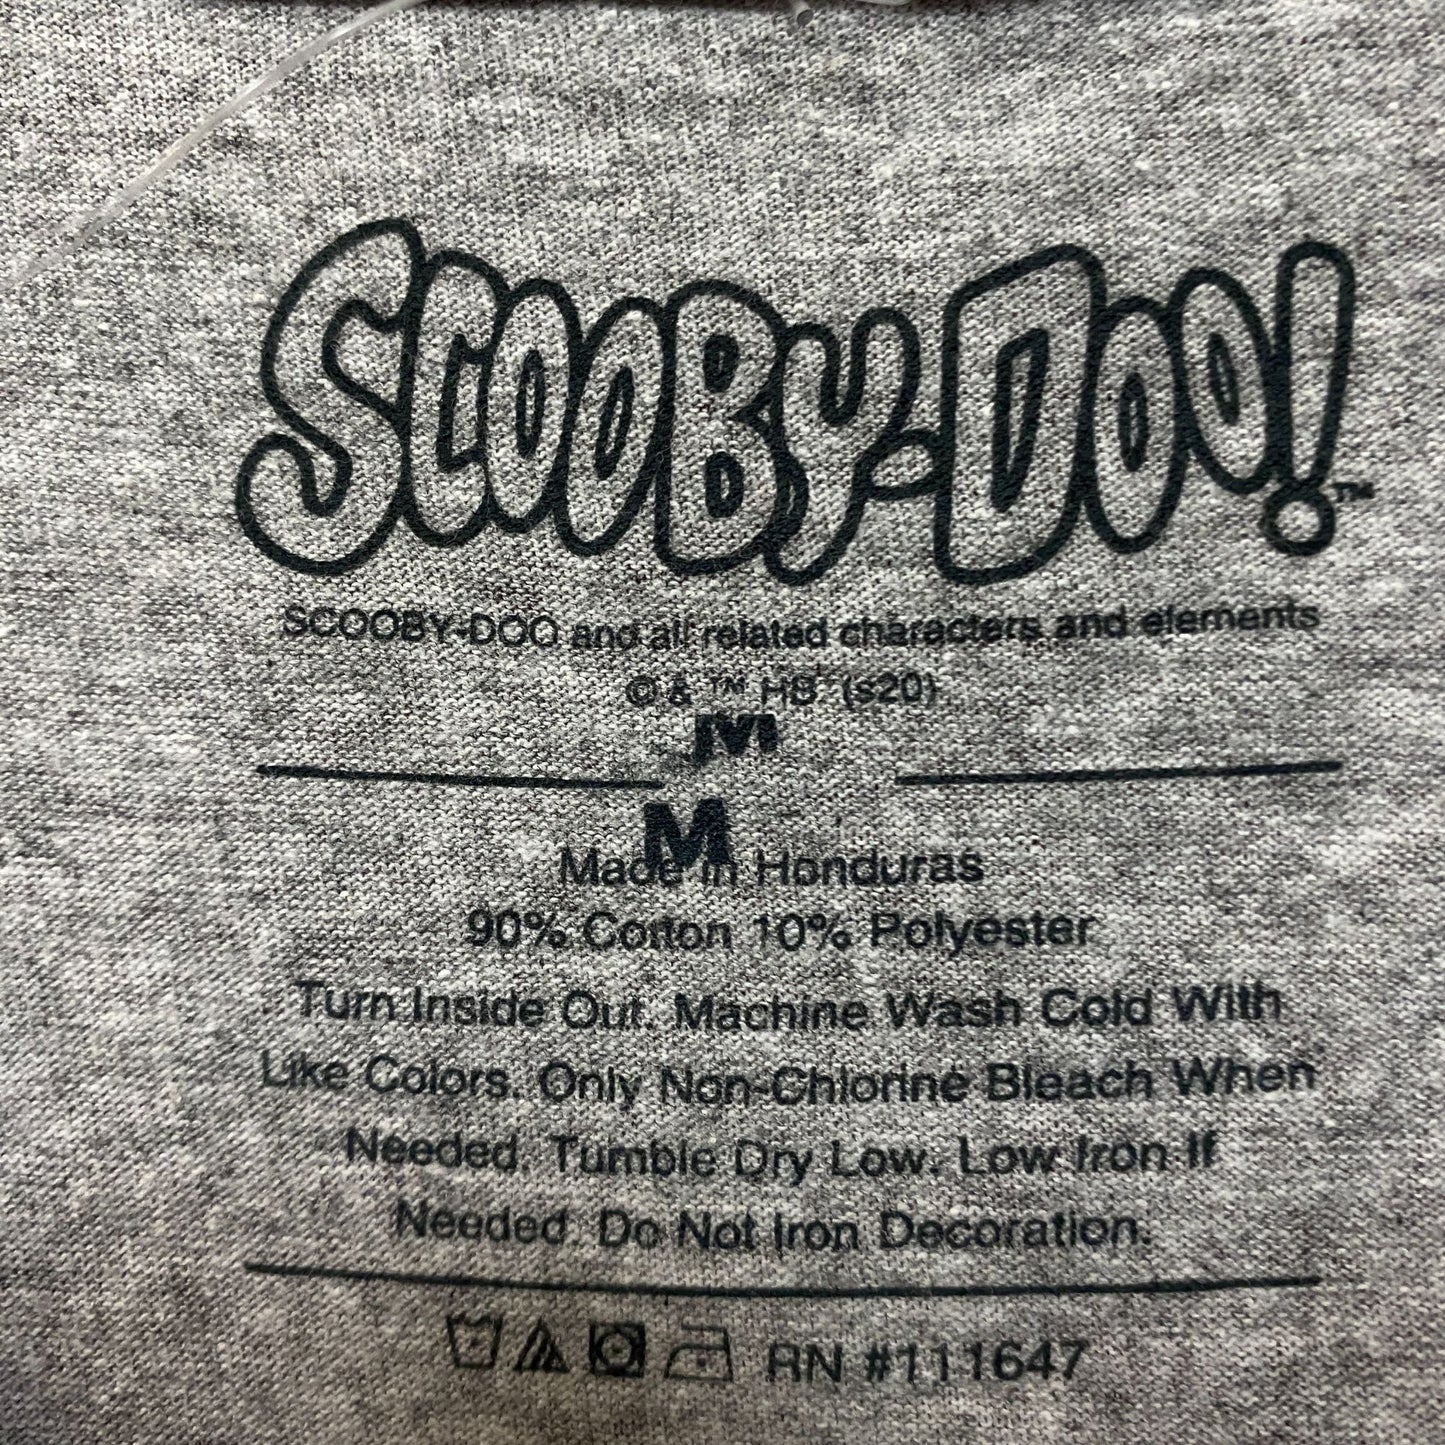 SCOOBY-DOO!™
SCOOBY-DOO and all related characters and elements
© & ™ HB. (s20)
M
M
Made in Honduras
90% Cotton 10% Polyester
Turn Inside Out. Machine Wash Cold With
Like Colors. Only Non-Chlorine Bleach When
Needed. Tumble Dry Low. Low Iron If
Needed. Do Not Iron Decoration.
RN #111647